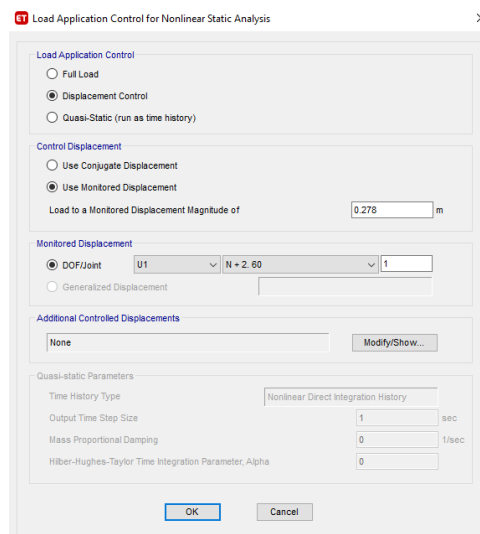 ET Load Application Control for Nonlinear Static Analysis
Load Application Control
Full Load
Displacement Control
Quasi-Static (run as time history)
Control Displacement
Use Conjugate Displacement
Use Monitored Displacement
Load to a Monitored Displacement Magnitude of 0.278 m
Monitored Displacement
DOF/Joint U1 N + 2. 60 1
Generalized Displacement
Additional Controlled Displacements
None Modify/Show...
Quasi-static Parameters
Time History Type Nonlinear Direct Integration History
Output Time Step Size 1 sec
Mass Proportional Damping 0 1/sec
Hilber-Hughes-Taylor Time Integration Parameter, Alpha 0
OK Cancel